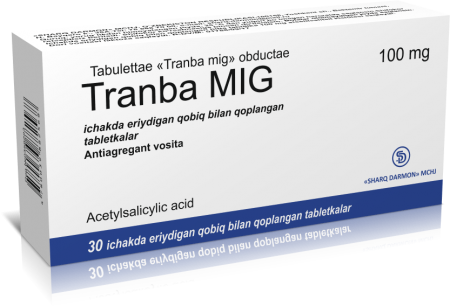 Tabulettae «Tranba mig» obductae
Tranba MIG
100 mg
ichakda eriydigan qobiq bilan qoplangan
tabletkalar
Antiagregant vosita
«SHARQ DARMON» MCHJ
Acetylsalicylic acid
30 ichakda eriydigan qobiq bilan qoplangan tabletkalar